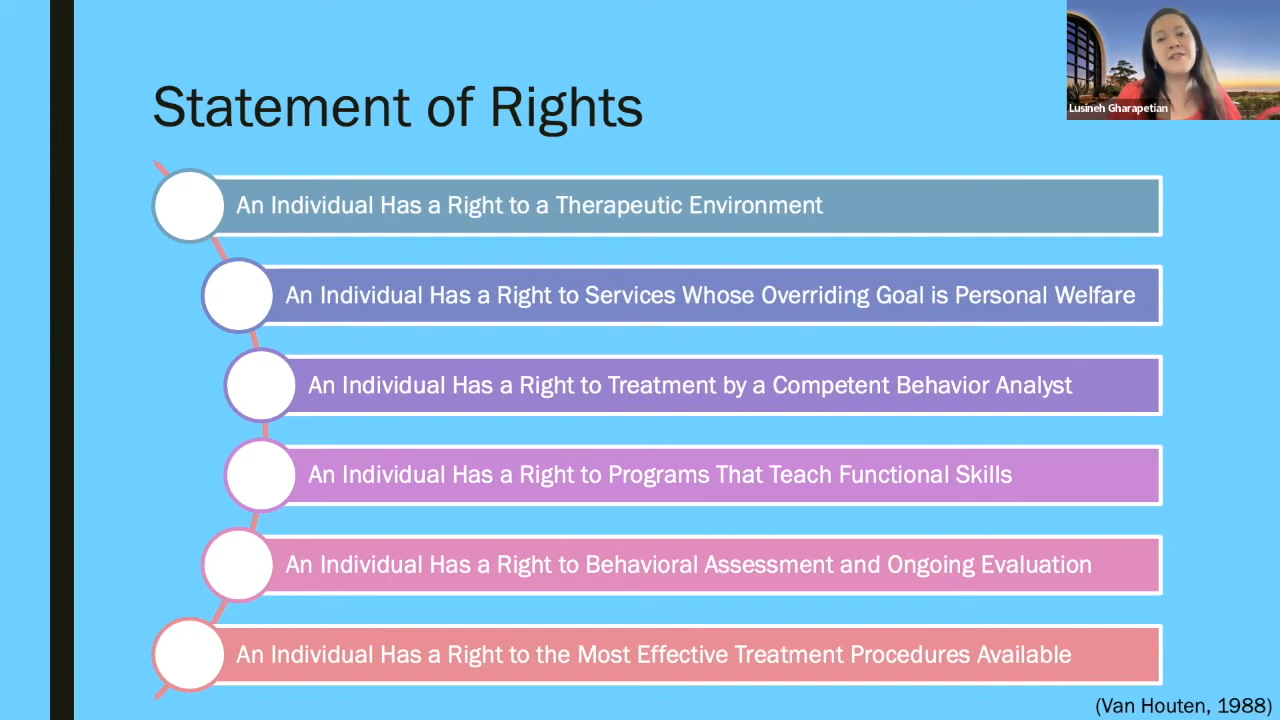 Lusineh Gharapetian
Statement of Rights
An Individual Has a Right to a Therapeutic Environment
An Individual Has a Right to Services Whose Overriding Goal is Personal Welfare
An Individual Has a Right to Treatment by a Competent Behavior Analyst
An Individual Has a Right to Programs That Teach Functional Skills
An Individual Has a Right to Behavioral Assessment and Ongoing Evaluation
An Individual Has a Right to the Most Effective Treatment Procedures Available
(Van Houten, 1988)